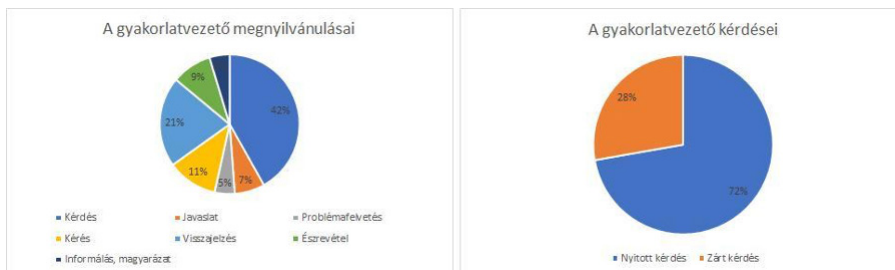 A gyakorlatvezető megnyilvánulásai
9%
42%
21%
11%
5%
7%
Kérdés Javaslat Problémafelvetés
Kérés Visszajelzés Észrevétel
Informálás, magyarázat
A gyakorlatvezető kérdései
28%
72%
Nyitott kérdés Zárt kérdés